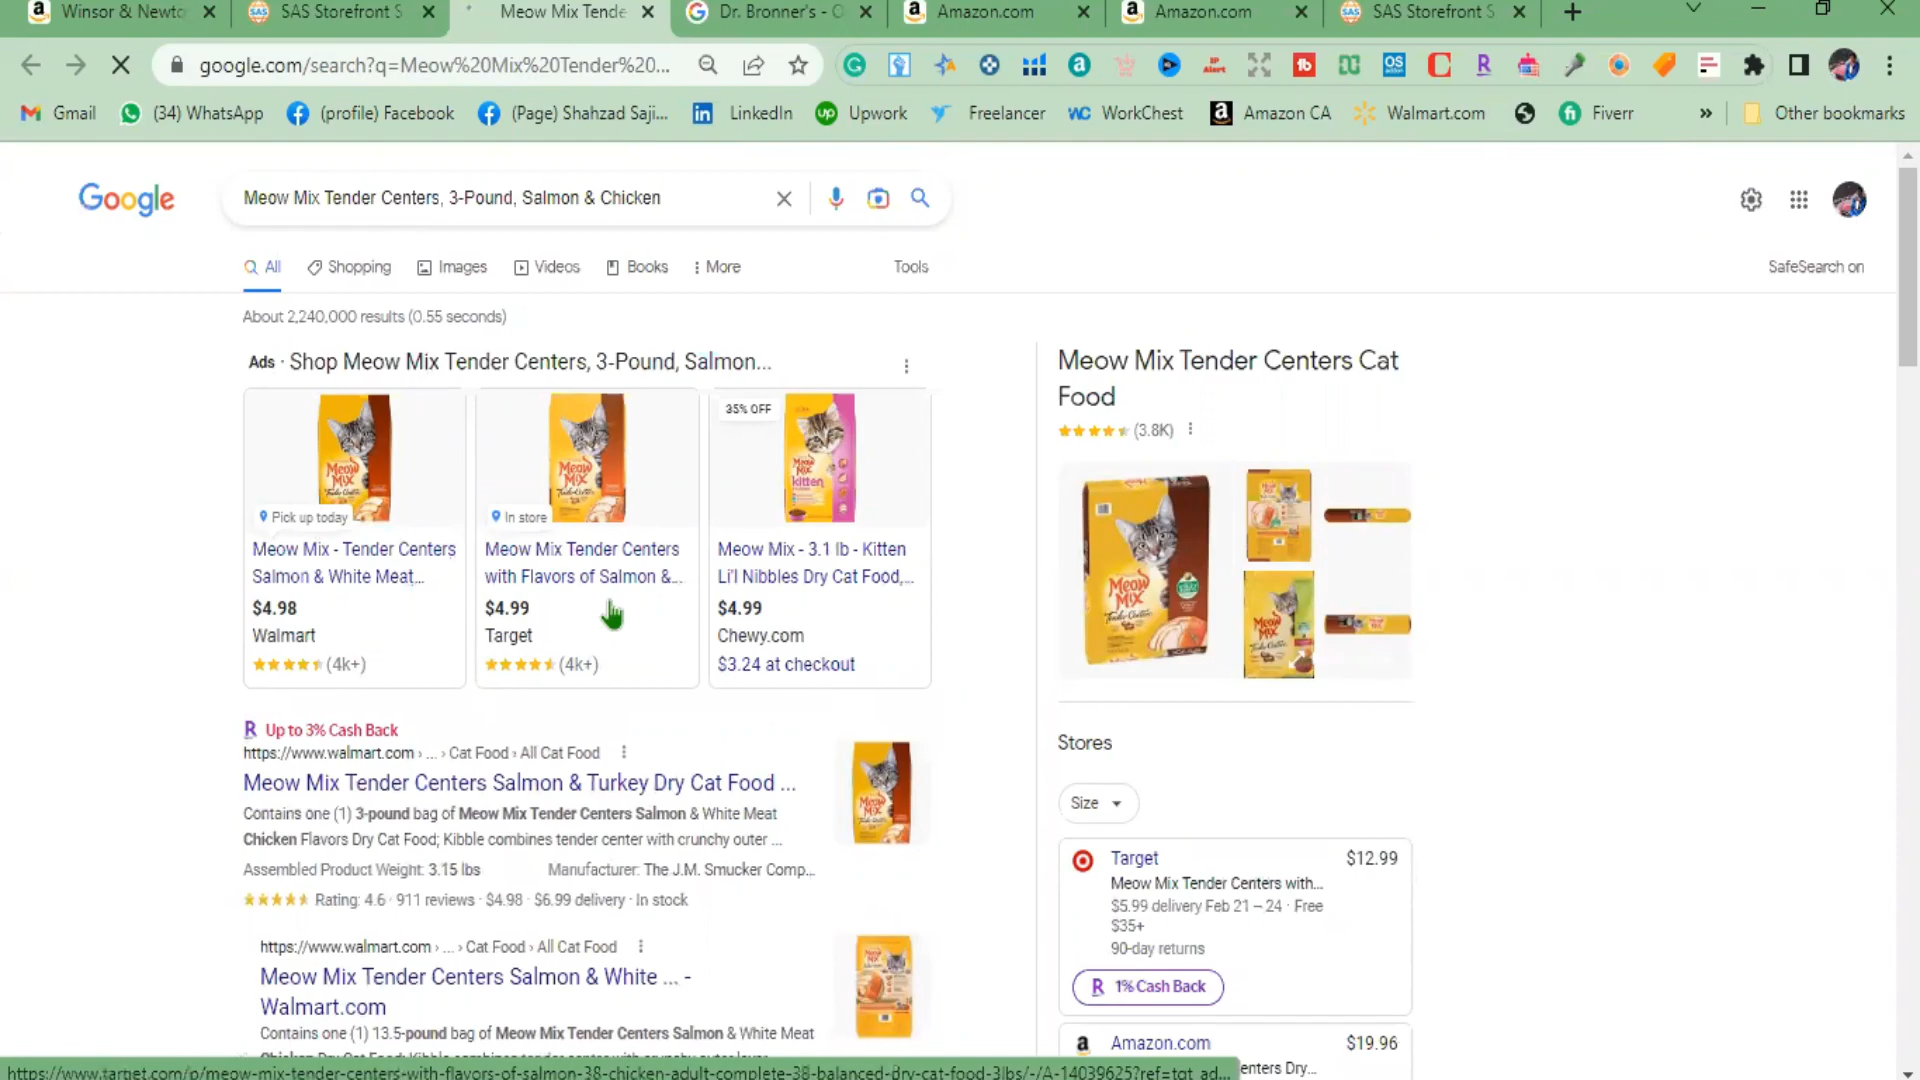 Winsor & Newto
SAS Storefront S
Meow Mix Tende
Dr. Bronner's - O
Amazon.com
Amazon.com
SAS Storefront S
google.com/search?q=Meow%20Mix%20Tender%20...
Gmail
(34) WhatsApp
(profile) Facebook
(Page) Shahzad Saji...
LinkedIn
Upwork
Freelancer
WorkChest
Amazon CA
Walmart.com
Fiverr
Other bookmarks
Google
Meow Mix Tender Centers, 3-Pound, Salmon & Chicken
All
Shopping
Images
Videos
Books
More
Tools
SafeSearch on
About 2,240,000 results (0.55 seconds)
Ads · Shop Meow Mix Tender Centers, 3-Pound, Salmon...
Pick up today
Meow Mix - Tender Centers
Salmon & White Meat...
$4.98
Walmart
(4k+)
In store
Meow Mix Tender Centers
with Flavors of Salmon &...
$4.99
Target
(4k+)
35% OFF
Meow Mix - 3.1 lb - Kitten
Li'l Nibbles Dry Cat Food,...
$4.99
Chewy.com
$3.24 at checkout
Up to 3% Cash Back
https://www.walmart.com › ... › Cat Food › All Cat Food
Meow Mix Tender Centers Salmon & Turkey Dry Cat Food ...
Contains one (1) 3-pound bag of Meow Mix Tender Centers Salmon & White Meat
Chicken Flavors Dry Cat Food; Kibble combines tender center with crunchy outer ...
Assembled Product Weight: 3.15 lbs
Manufacturer: The J.M. Smucker Comp...
Rating: 4.6 · 911 reviews · $4.98 · $6.99 delivery · In stock
https://www.walmart.com › ... › Cat Food › All Cat Food
Meow Mix Tender Centers Salmon & White ... -
Walmart.com
Contains one (1) 13.5-pound bag of Meow Mix Tender Centers Salmon & White Meat
Meow Mix Tender Centers Cat
Food
(3.8K)
Stores
Size
Target
$12.99
Meow Mix Tender Centers with...
$5.99 delivery Feb 21 – 24 · Free
$35+
90-day returns
1% Cash Back
Amazon.com
$19.96
enters Dry...
https://www.target.com/p/meow-mix-tender-centers-with-flavors-of-salmon-38-chicken-adult-complete-38-balanced-dry-cat-food-3lbs/-/A-14039625?ref=tgt_ad...